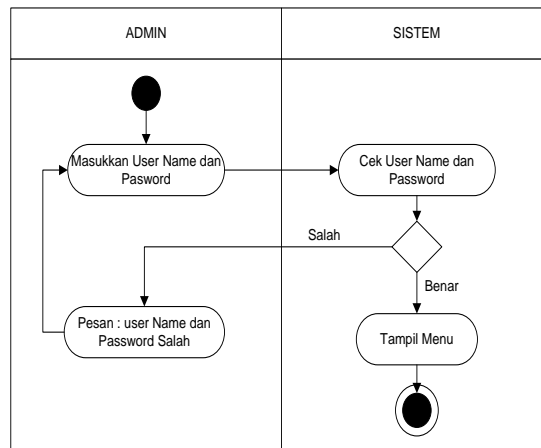 ADMIN
SISTEM
Masukkan User Name dan
Pasword
Cek User Name dan
Password
Salah
Benar
Pesan : user Name dan
Password Salah
Tampil Menu